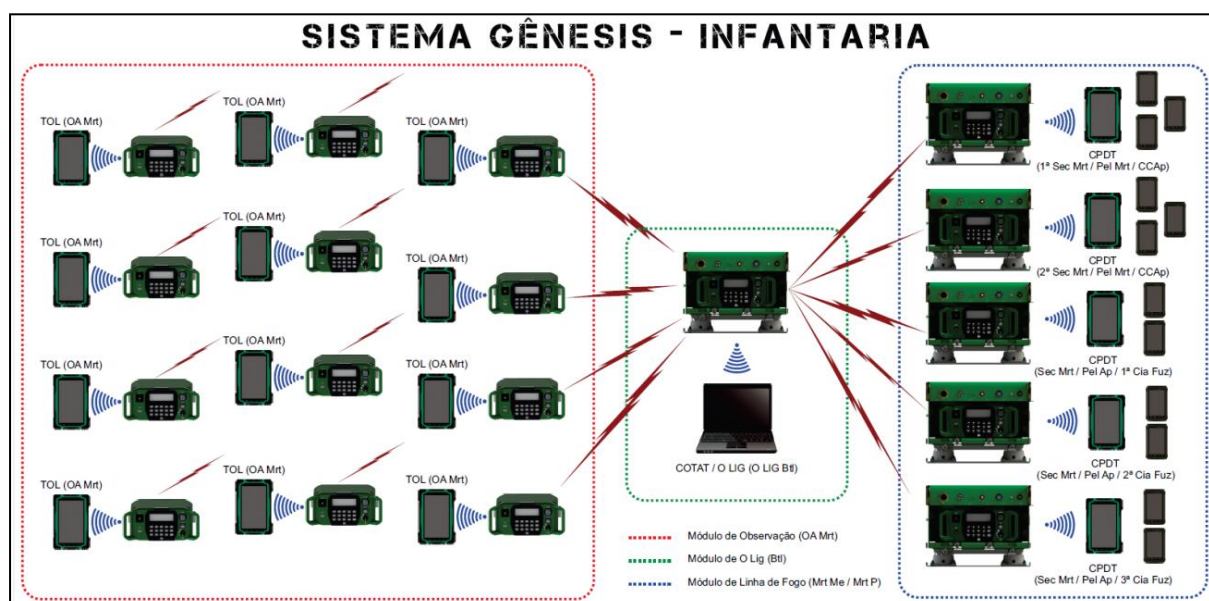 SISTEMA GÊNESIS - INFANTARIA
TOL (OA Mrt)
TOL (OA Mrt)
TOL (OA Mrt)
TOL (OA Mrt)
TOL (OA Mrt)
TOL (OA Mrt)
TOL (OA Mrt)
TOL (OA Mrt)
TOL (OA Mrt)
TOL (OA Mrt)
TOL (OA Mrt)
TOL (OA Mrt)
COTAT / O LIG (O LIG Btl)
Módulo de Observação (OA Mrt)
Módulo de O Lig (Btl)
Módulo de Linha de Fogo (Mrt Me / Mrt P)
CPDT
(1ª Sec Mrt / Pel Mrt / CCAp)
CPDT
(2ª Sec Mrt / Pel Mrt / CCAp)
CPDT
(Sec Mrt / Pel Ap / 1ª Cia Fuz)
CPDT
(Sec Mrt / Pel Ap / 2ª Cia Fuz)
CPDT
(Sec Mrt / Pel Ap / 3ª Cia Fuz)